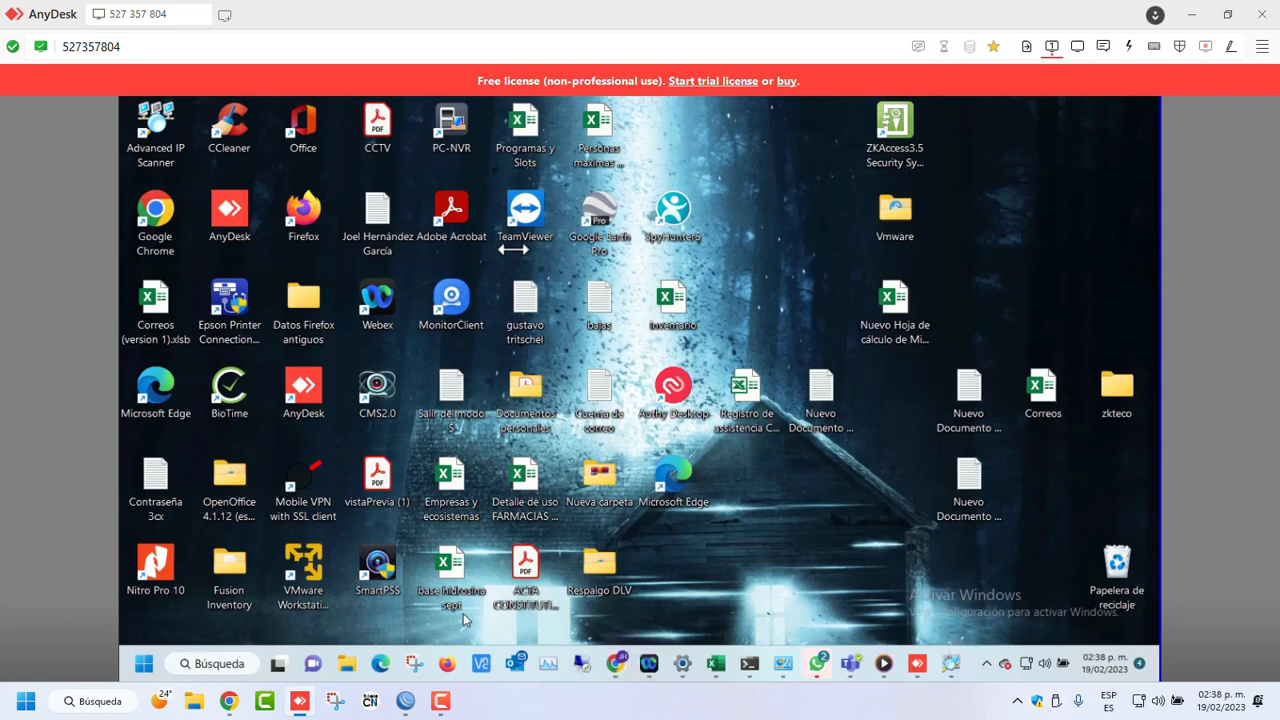 AnyDesk
527 357 804
527357804
Free license (non-professional use). Start trial license or buy.
Advanced IP
Scanner
CCleaner
Office
CCTV
PC-NVR
Programas y
Slots
Personas
maximas ...
ZKAccess3.5
Security Sy...
Google
Chrome
AnyDesk
Firefox
Joel Hernández
García
Adobe Acrobat
TeamViewer
Google Earth
Pro
SpyHunter5
Vmware
Correos
(version 1).xlsb
Epson Printer
Connection...
Datos Firefox
antiguos
Webex
MonitorClient
gustavo
tritschel
bajas
Inventario
Nuevo Hoja de
cálculo de Mi...
Microsoft Edge
BioTime
AnyDesk
CMS2.0
Salir del modo
S
Documentos
personales
Cuenta de
correo
Authy Desktop
Registro de
assistencia C...
Nuevo
Documento ...
Nuevo
Documento ...
Correos
zkteco
Contraseña
3cx
OpenOffice
4.1.12 (es...
Mobile VPN
with SSL client
vistaPrevia (1)
Empresas y
ecosistemas
Detalle de uso
FARMACIAS ...
Nueva carpeta
Microsoft Edge
Nuevo
Documento ...
Nitro Pro 10
Fusion
Inventory
VMware
Workstati...
SmartPSS
base hidrosina
sept
ACTA
CONSTITUTI...
Respalgo DLV
Papelera de
reciclaje
Activar Windows
Ve a Configuración para activar Windows.
Búsqueda
02:38 p. m.
19/02/2023
24°
Búsqueda
ESP
ES
02:38 p. m.
19/02/2023